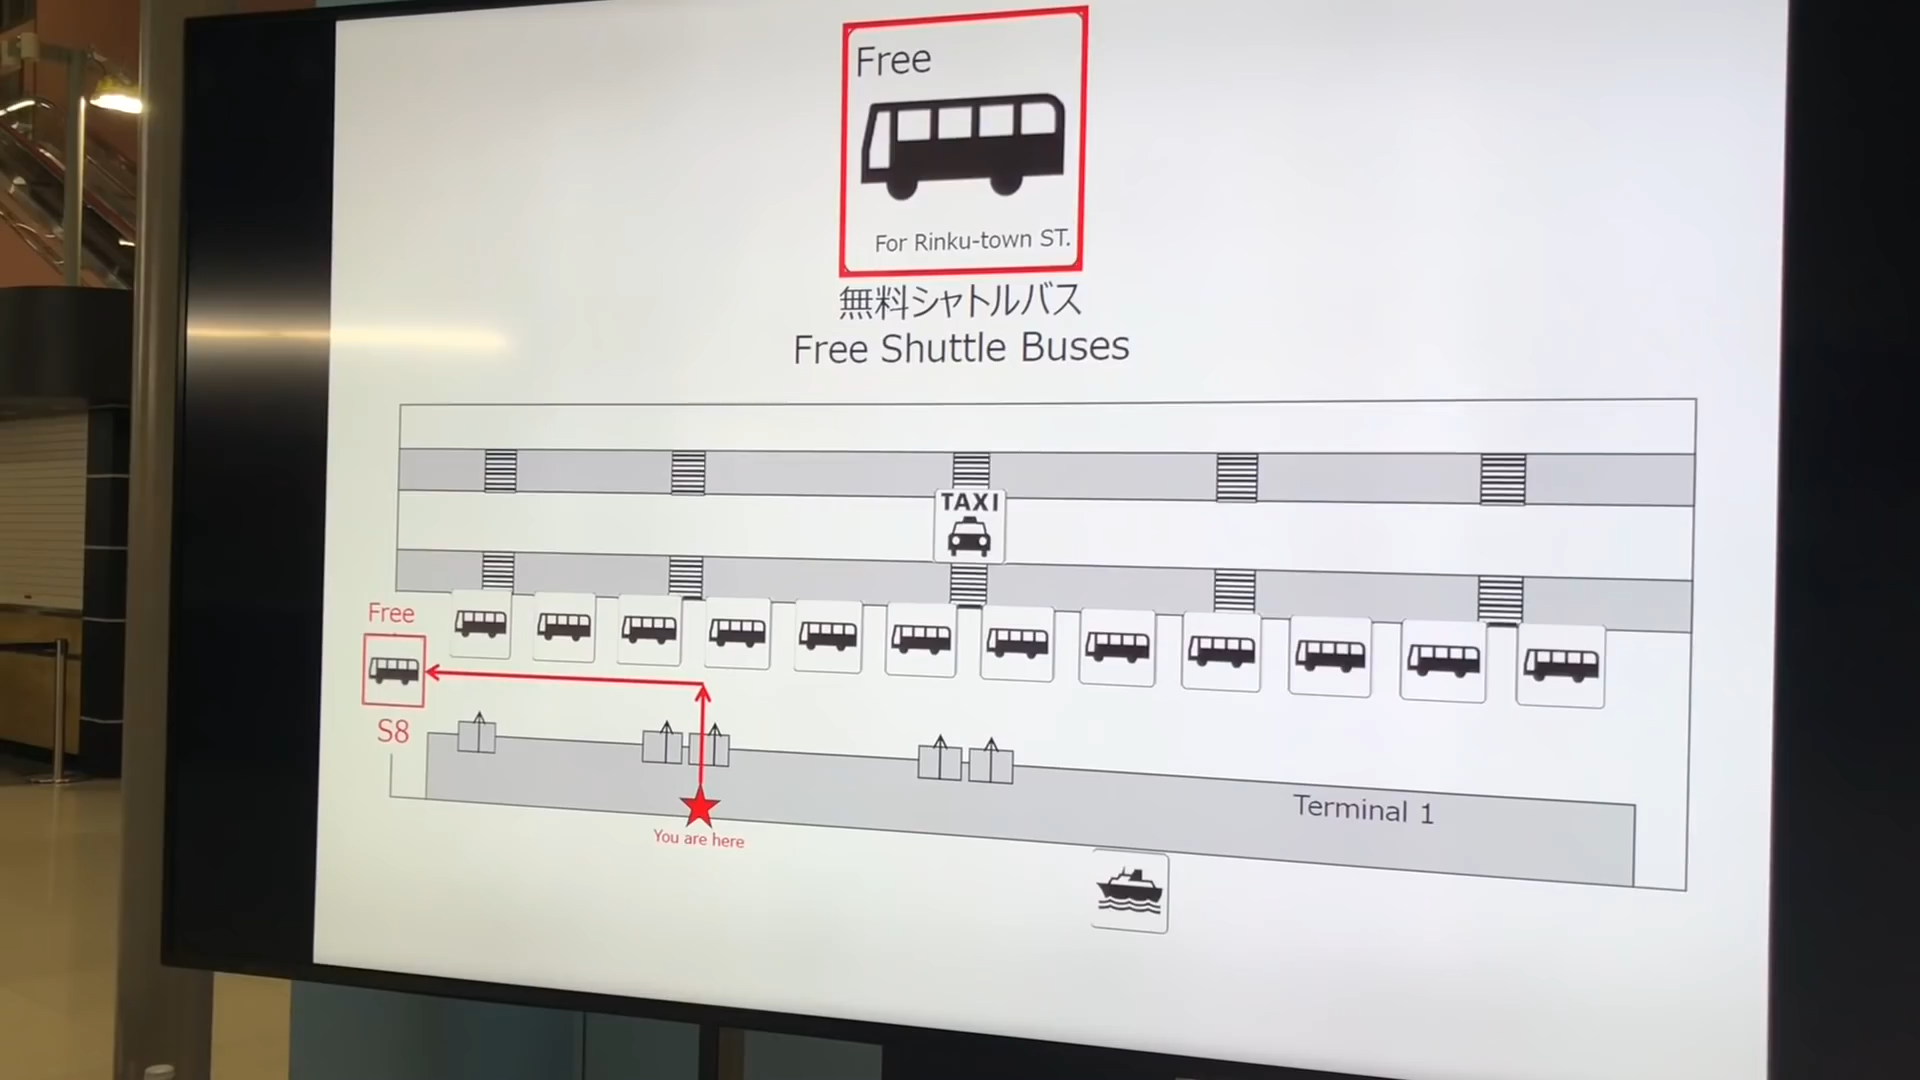 Free
For Rinku-town ST.
無料シャトルバス
Free Shuttle Buses
TAXI
Free
S8
Terminal 1
You are here